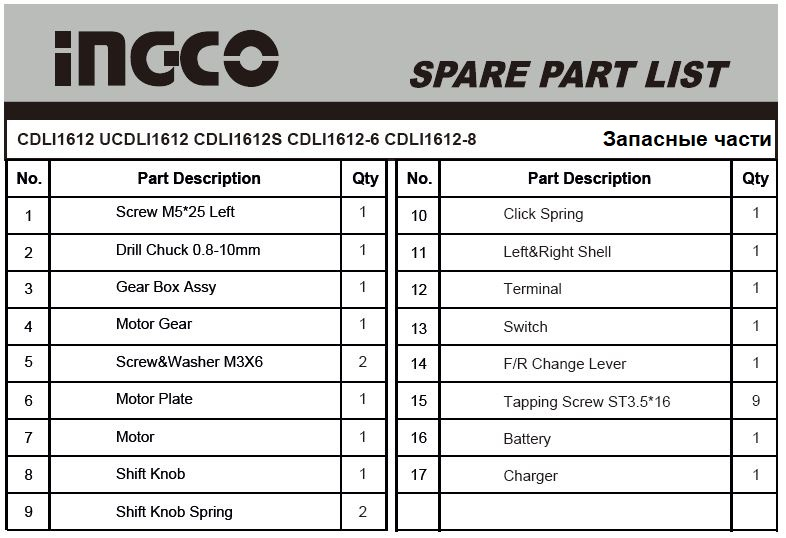 INGCO
SPARE PART LIST
CDLI1612 UCDLI1612 CDLI1612S CDLI1612-6 CDLI1612-8 Запасные части
No. Part Description Qty
1 Screw M5*25 Left 1
2 Drill Chuck 0.8-10mm 1
3 Gear Box Assy 1
4 Motor Gear 1
5 Screw&Washer M3X6 2
6 Motor Plate 1
7 Motor 1
8 Shift Knob 1
9 Shift Knob Spring 2
No. Part Description Qty
10 Click Spring 1
11 Left&Right Shell 1
12 Terminal 1
13 Switch 1
14 F/R Change Lever 1
15 Tapping Screw ST3.5*16 9
16 Battery 1
17 Charger 1